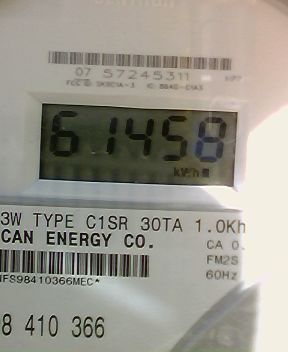 07 57245311
61458
kWh
3W TYPE C1SR 30TA 1.0Kh
CAN ENERGY CO.
CA 0.
FM2S
60Hz
IFS98410366MEC*
8 410 366